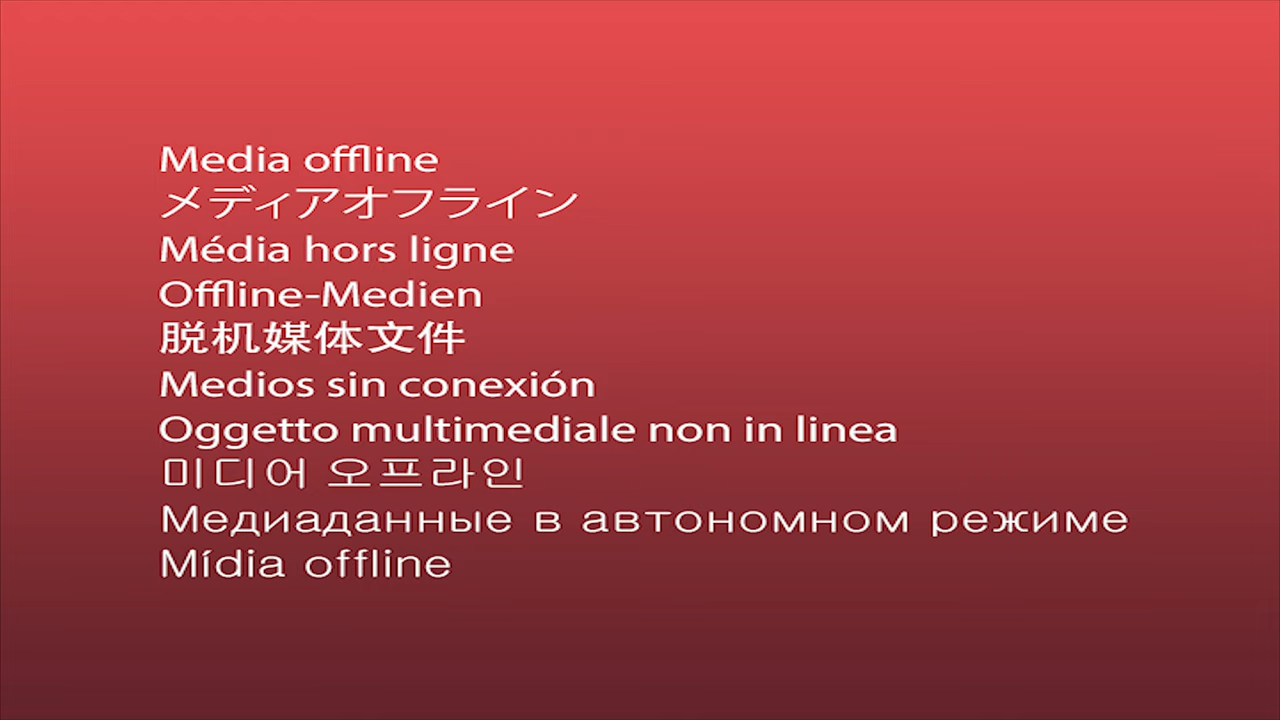 Media offline
メディアオフライン
Média hors ligne
Offline-Medien
脱机媒体文件
Medios sin conexión
Oggetto multimediale non in linea
미디어 오프라인
Медиаданные в автономном режиме
Mídia offline